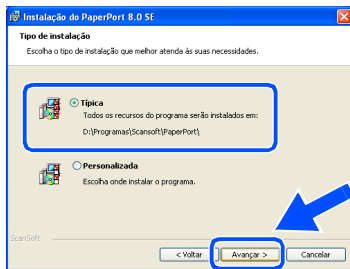 Instalação do PaperPort 8.0 SE
Tipo de instalação
Escolha o tipo de instalação que melhor atenda às suas necessidades.
Típica
Todos os recursos do programa serão instalados em:
D:\Programas\Scansoft\PaperPort\
Personalizada
Escolha onde instalar o programa.
ScanSoft
< Voltar
Avançar >
Cancelar